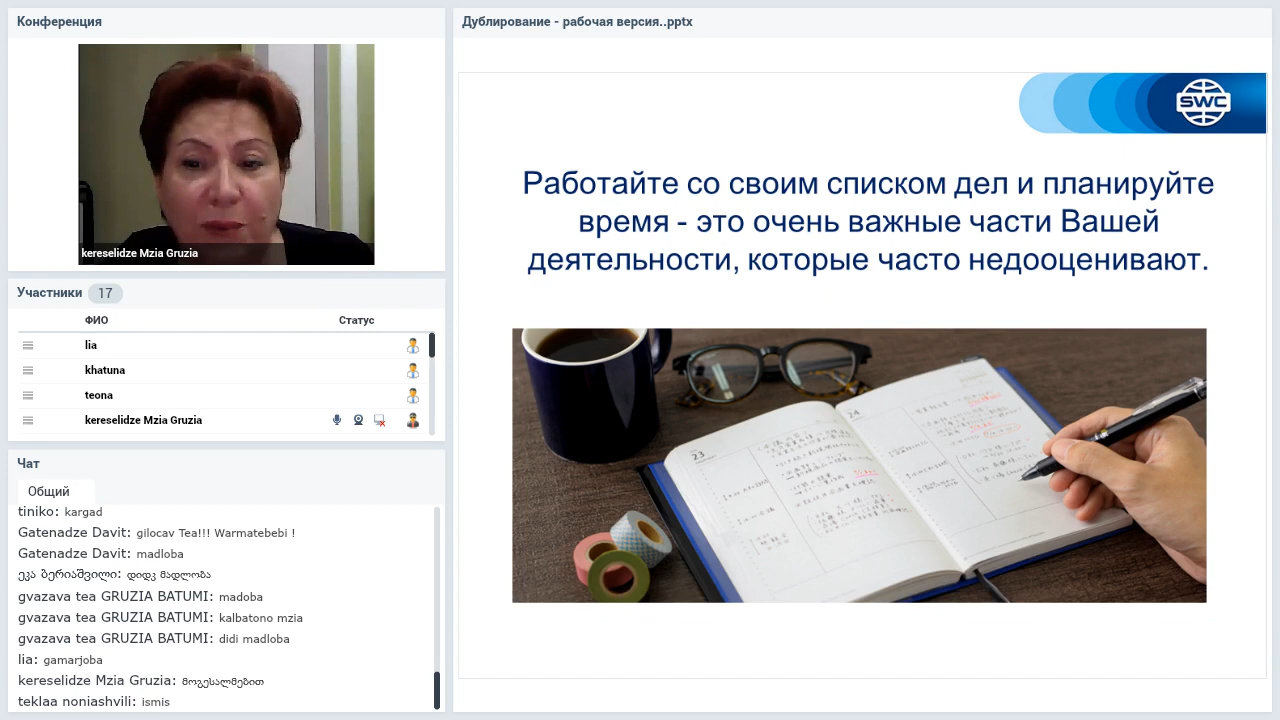 Конференция
kereselidze Mzia Gruzia
Участники 17
ФИО Статус
lia
khatuna
teona
kereselidze Mzia Gruzia
Чат
Общий
tiniko: kargad
Gatenadze Davit: gilocav Tea!!! Warmatebebi !
Gatenadze Davit: madloba
ეკა ბერიაშვილი: დიდკ მადლობა
gvazava tea GRUZIA BATUMI: madoba
gvazava tea GRUZIA BATUMI: kalbatono mzia
gvazava tea GRUZIA BATUMI: didi madloba
lia: gamarjoba
kereselidze Mzia Gruzia: მოგესალმებით
teklaa noniashvili: ismis
Дублирование - рабочая версия..pptx
SWC
Работайте со своим списком дел и планируйте
время - это очень важные части Вашей
деятельности, которые часто недооценивают.
23
24